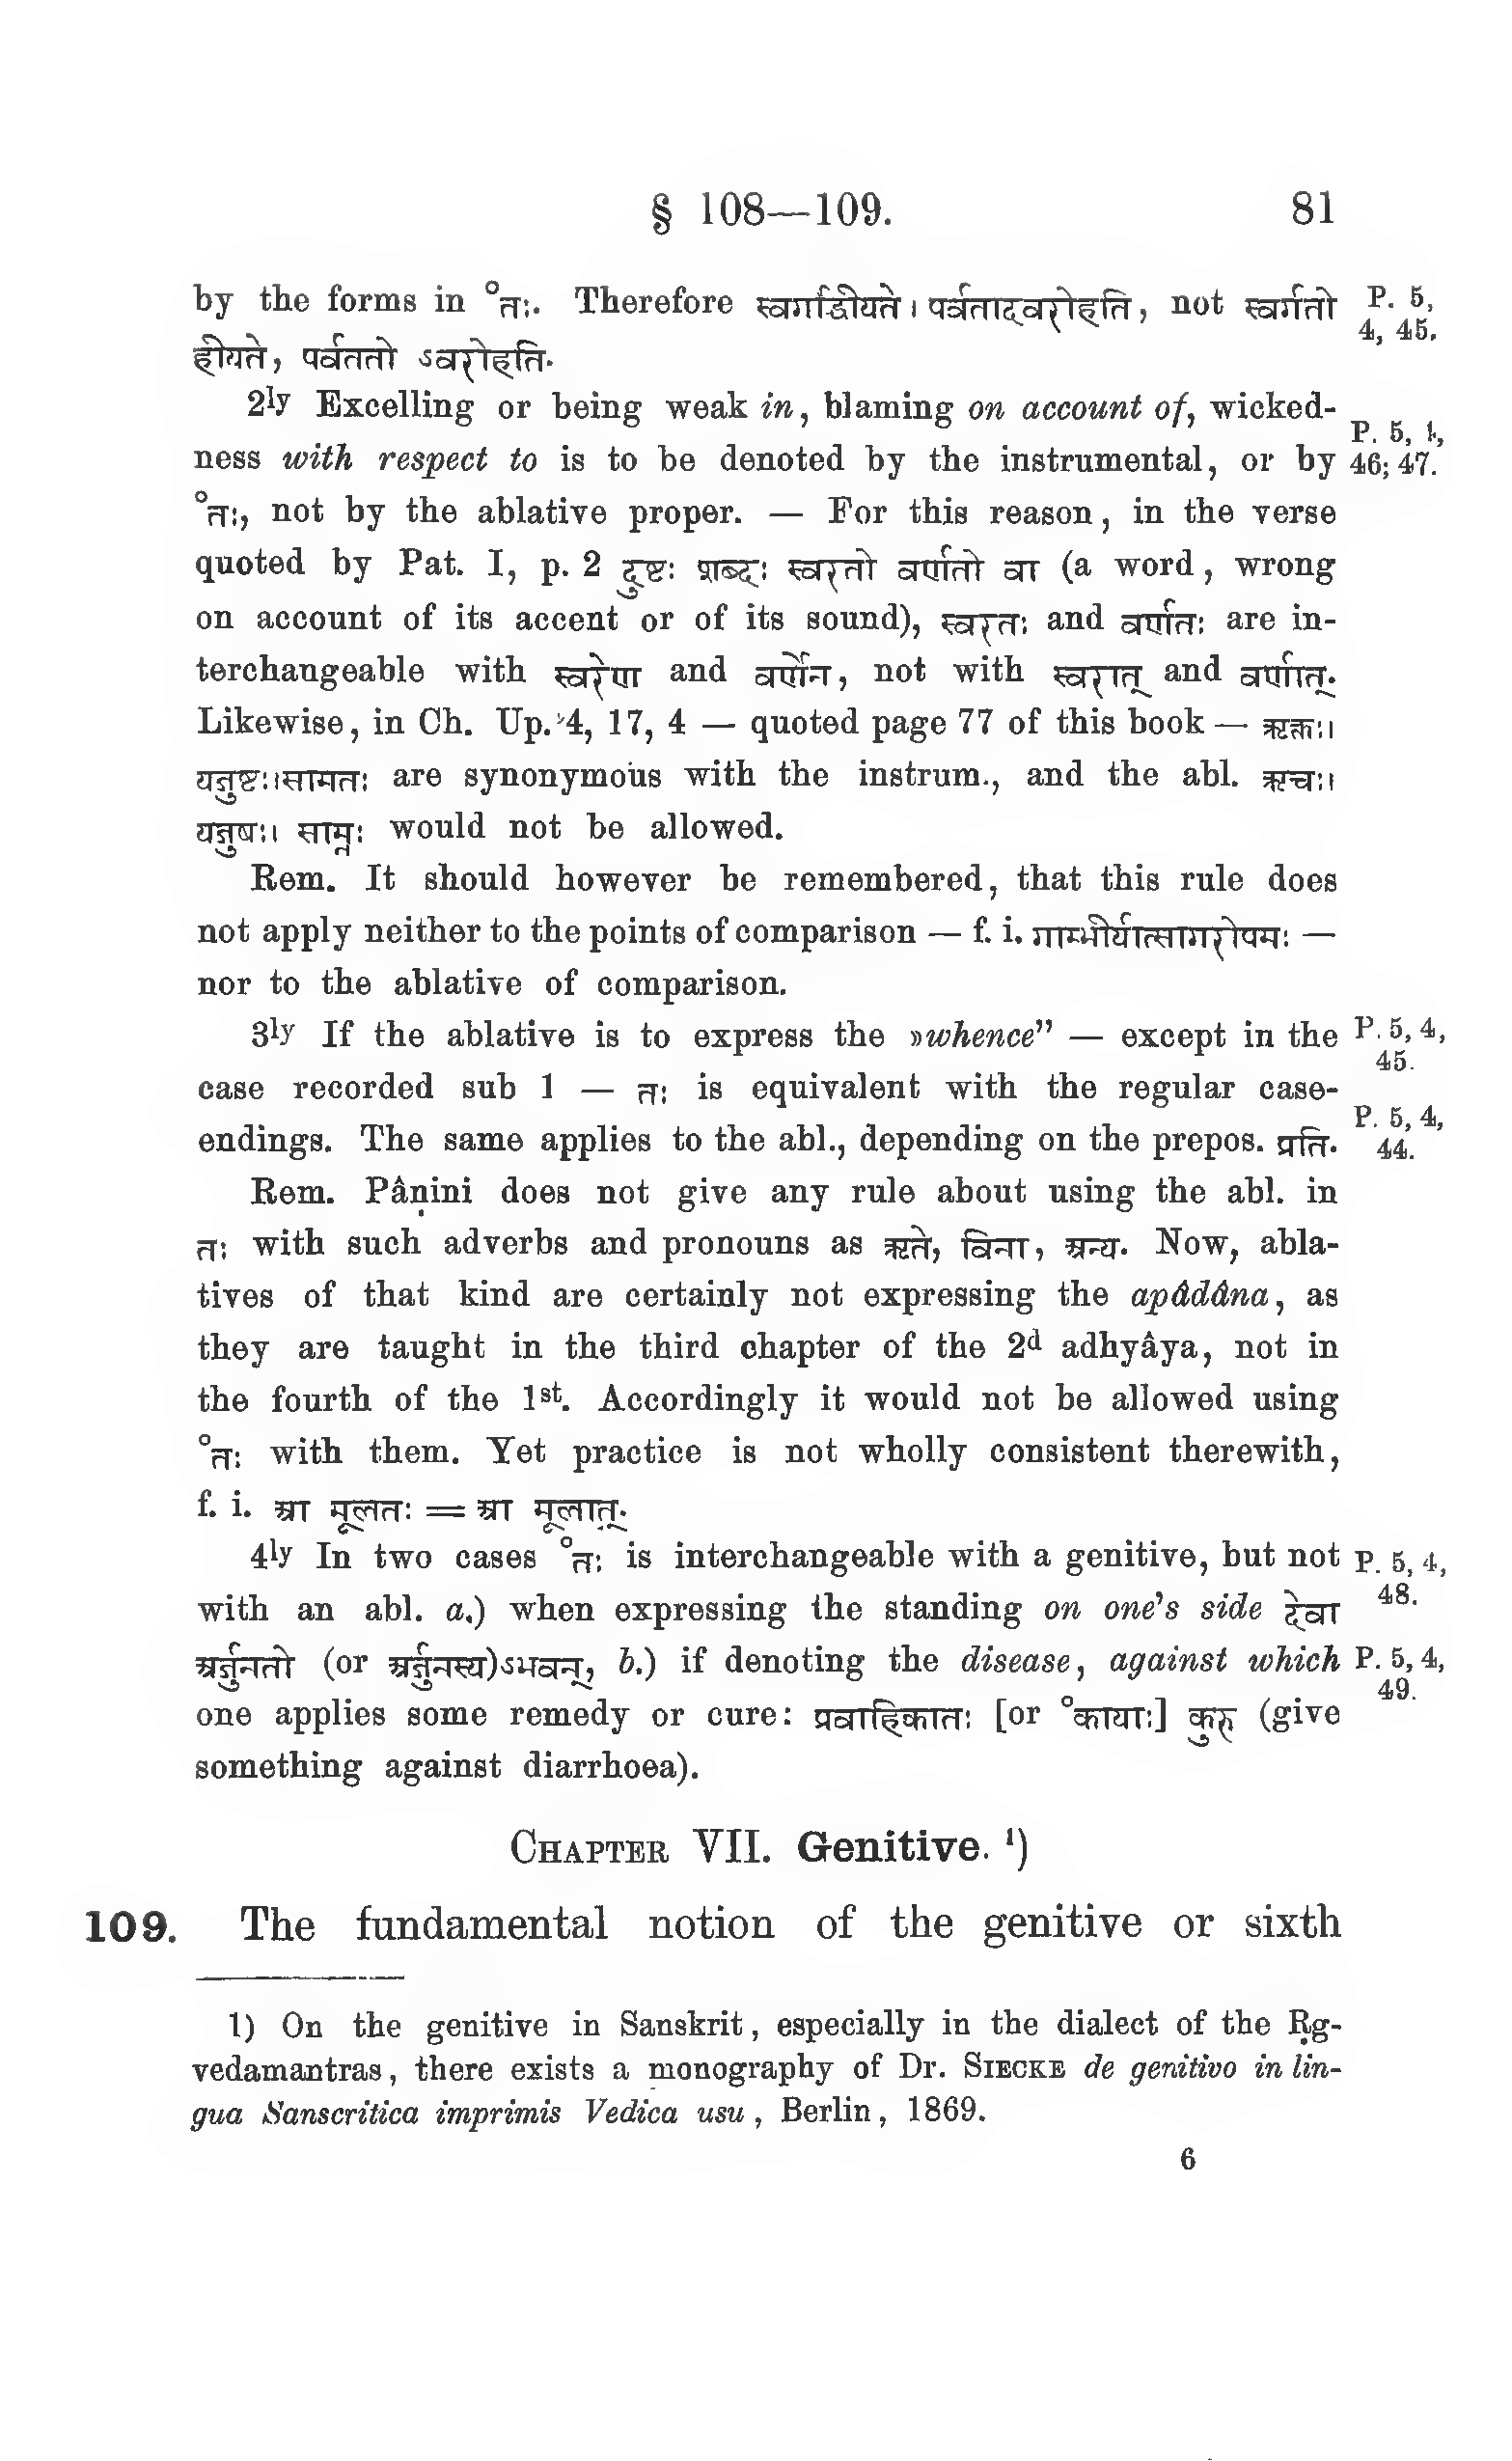 § 108—109. 81
by the forms in °तः. Therefore स्वर्गाड्डीयते। पर्वतादवरोहति, not स्वर्गतो P. 5,
4, 45.
हीयते, पर्वततो ऽवरोहति.
2ly Excelling or being weak in, blaming on account of, wicked-
P. 5, 4,
ness with respect to is to be denoted by the instrumental, or by 46; 47.
°तः, not by the ablative proper. — For this reason, in the verse
quoted by Pat. I, p. 2 दुष्टः शब्दः स्वरतो वर्णतो वा (a word, wrong
on account of its accent or of its sound), स्वरतः and वर्णतः are in-
terchangeable with स्वरेण and वर्णेन, not with स्वरात् and वर्णात्.
Likewise, in Ch. Up. 4, 17, 4 — quoted page 77 of this book — ऋक्तः।
यजुष्टः।सामतः are synonymous with the instrum., and the abl. ऋचः।
यजुषः। साम्नः would not be allowed.
Rem. It should however be remembered, that this rule does
not apply neither to the points of comparison — f. i. गाम्भीर्यात्सागरोपमः —
nor to the ablative of comparison.
3ly If the ablative is to express the »whence” — except in the P. 5, 4,
45.
case recorded sub 1 — तः is equivalent with the regular case-
P. 5, 4,
endings. The same applies to the abl., depending on the prepos. प्रति. 44.
Rem. Pâṇini does not give any rule about using the abl. in
तः with such adverbs and pronouns as ऋते, विना, अन्य. Now, abla-
tives of that kind are certainly not expressing the apâdâna, as
they are taught in the third chapter of the 2d adhyâya, not in
the fourth of the 1st. Accordingly it would not be allowed using
°तः with them. Yet practice is not wholly consistent therewith,
f. i. आ मूलतः = आ मूलात्.
4ly In two cases °तः is interchangeable with a genitive, but not P. 5, 4,
48.
with an abl. a.) when expressing the standing on one's side देवा
अर्जुनतो (or अर्जुनस्य)ऽभवन्, b.) if denoting the disease, against which P. 5, 4,
49.
one applies some remedy or cure: प्रवाहिकातः [or °कायाः] कुरु (give
something against diarrhoea).
CHAPTER VII. Genitive. ¹)
109. The fundamental notion of the genitive or sixth
1) On the genitive in Sanskrit, especially in the dialect of the Ṛg-
vedamantras, there exists a monography of Dr. SIECKE de genitivo in lin-
gua Sanscritica imprimis Vedica usu, Berlin, 1869.
6